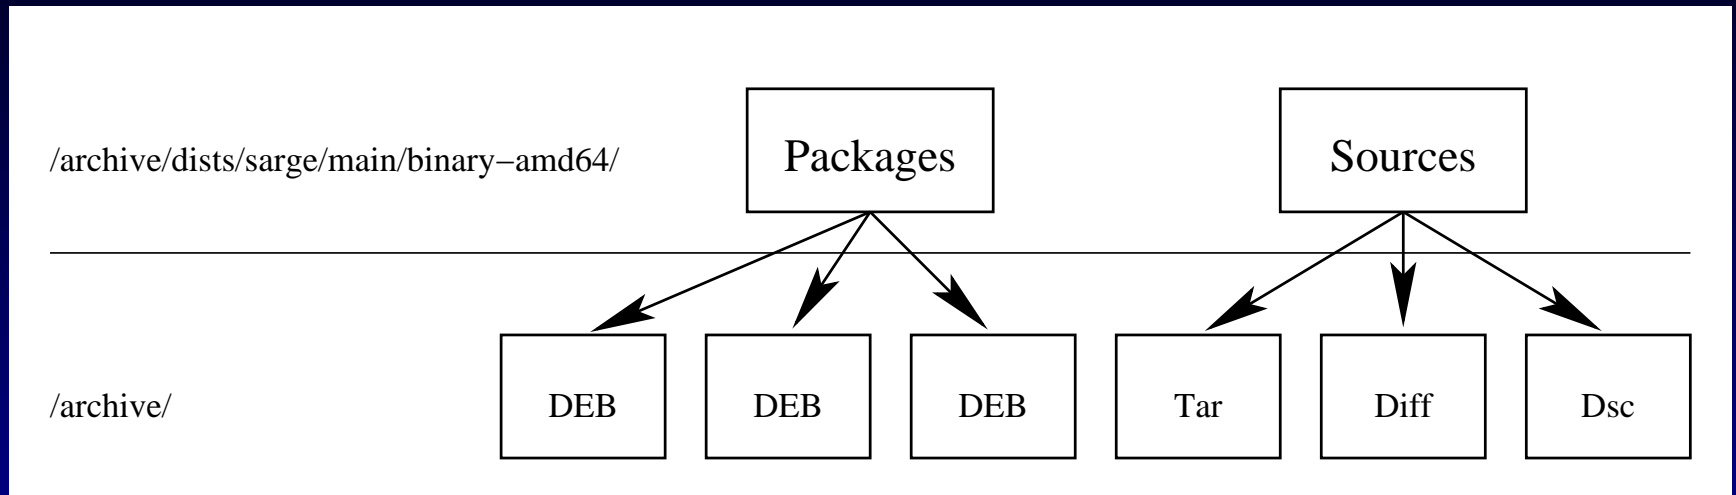 /archive/dists/sarge/main/binary−amd64/
Packages
Sources
/archive/
DEB
DEB
DEB
Tar
Diff
Dsc